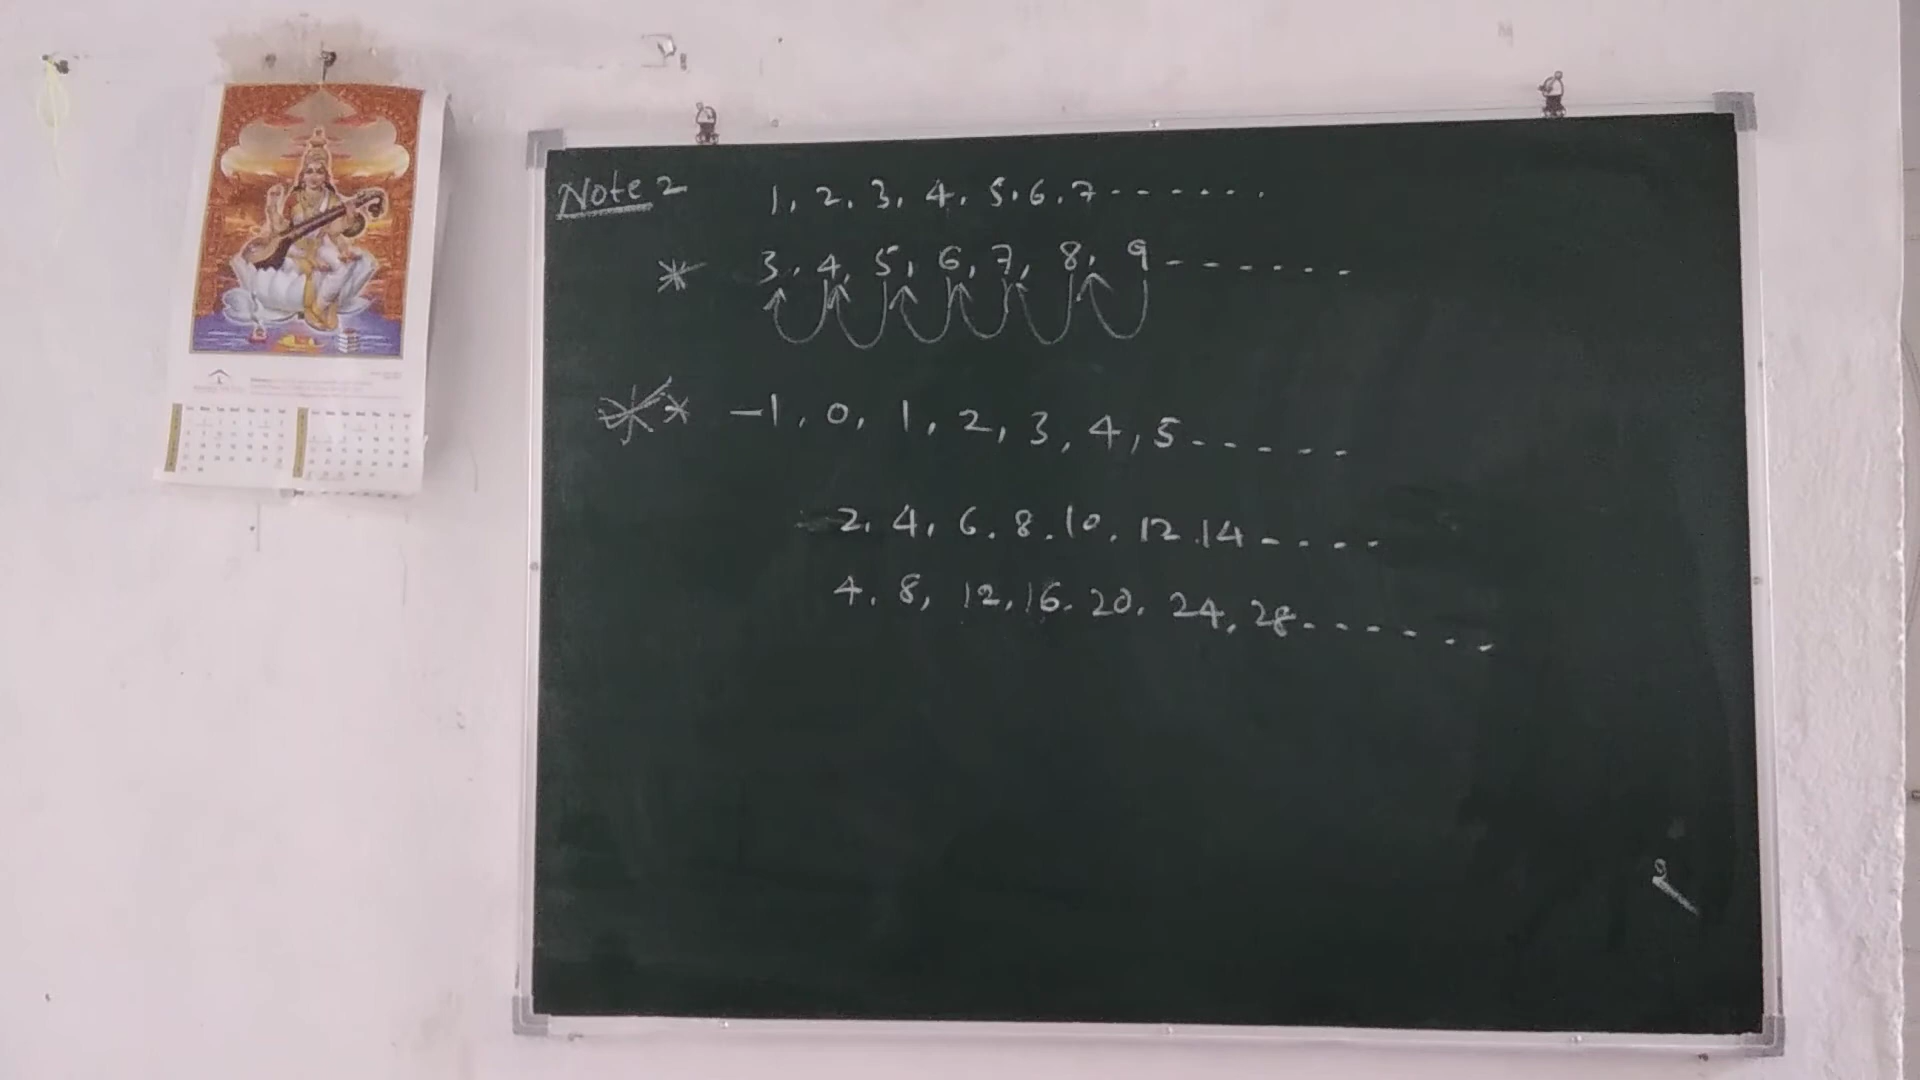 Note 2 1, 2, 3, 4, 5, 6, 7------.
* 3, 4, 5, 6, 7, 8, 9------
* -1, 0, 1, 2, 3, 4, 5-----
2, 4, 6, 8, 10, 12, 14----
4, 8, 12, 16, 20, 24, 28------